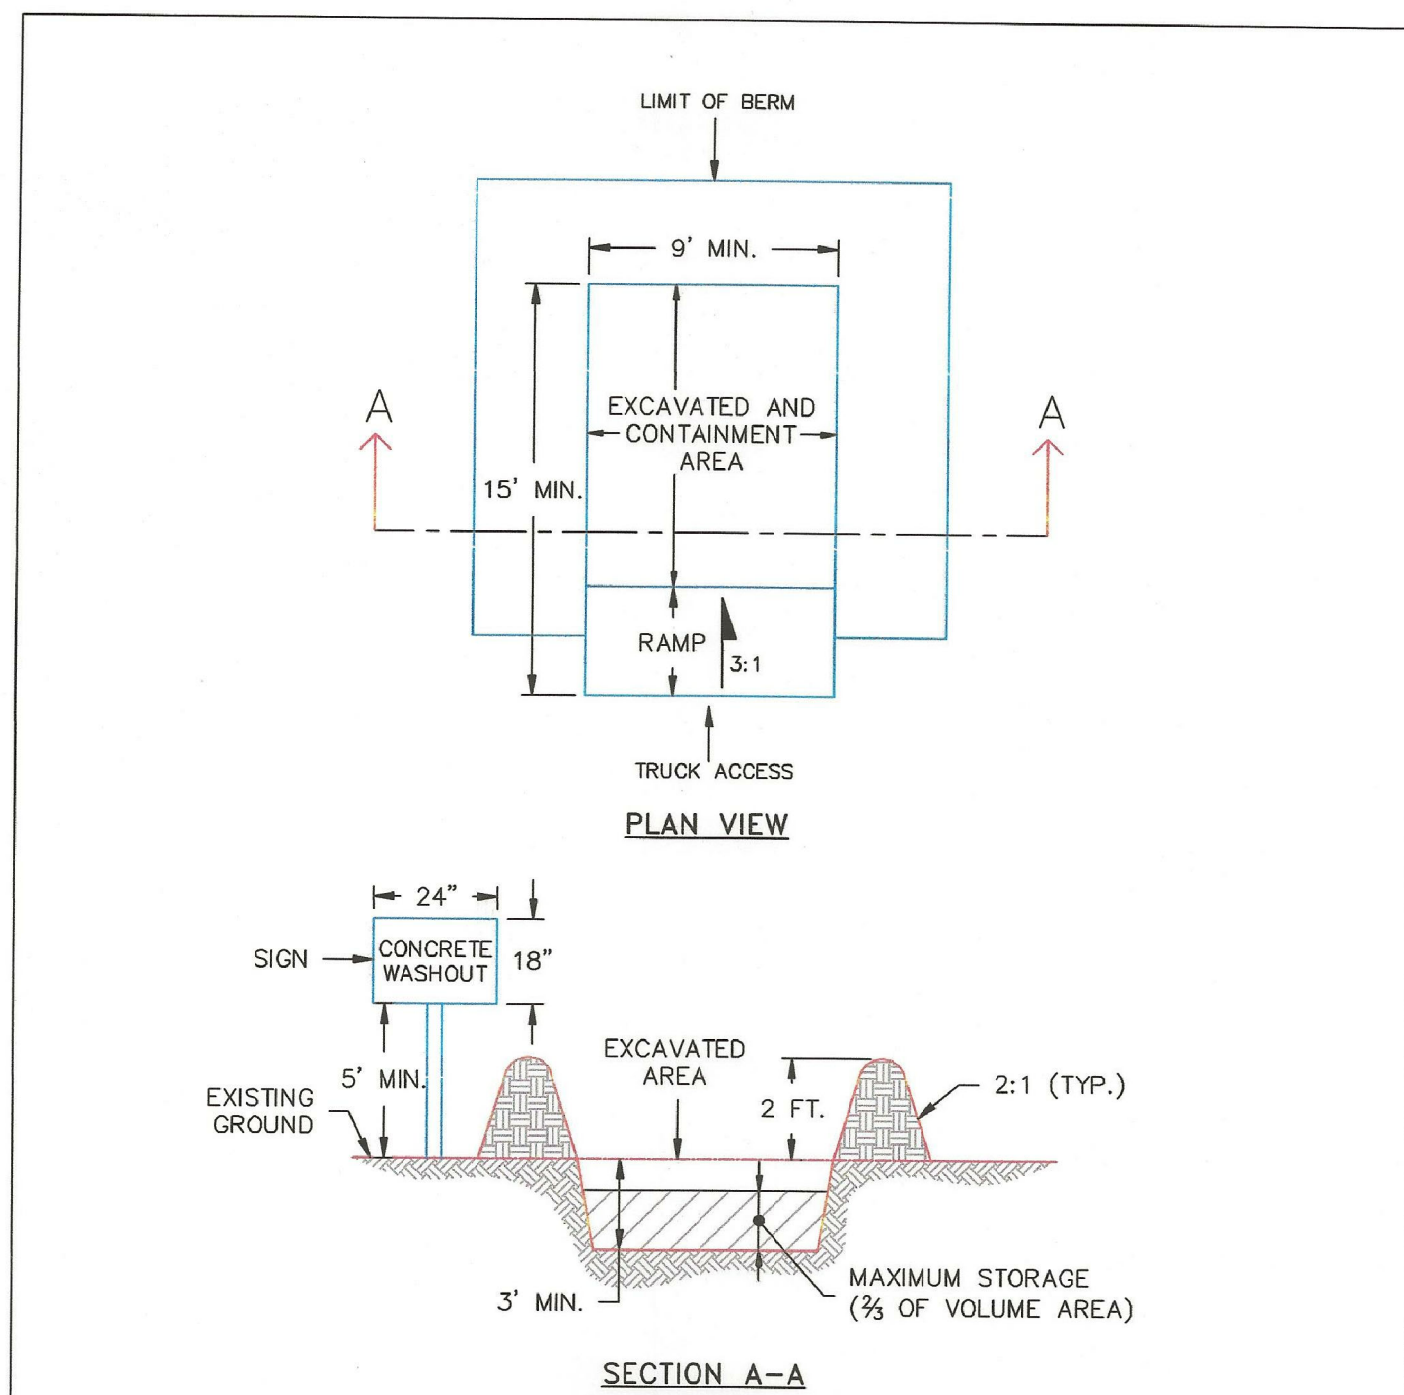 LIMIT OF BERM
9' MIN.
A
A
EXCAVATED AND
CONTAINMENT
AREA
15' MIN.
RAMP
3:1
TRUCK ACCESS
PLAN VIEW
24"
SIGN
CONCRETE
WASHOUT
18"
5' MIN.
EXCAVATED
AREA
2 FT.
2:1 (TYP.)
EXISTING
GROUND
3' MIN.
MAXIMUM STORAGE
(⅔ OF VOLUME AREA)
SECTION A-A